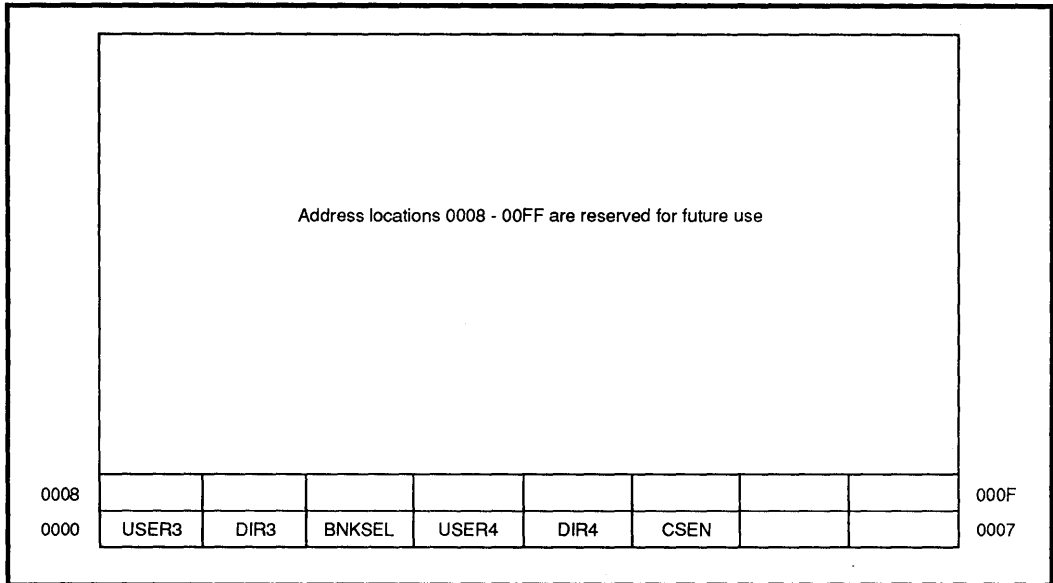 Address locations 0008 - 00FF are reserved for future use
0008 000F
0000 USER3 DIR3 BNKSEL USER4 DIR4 CSEN 0007